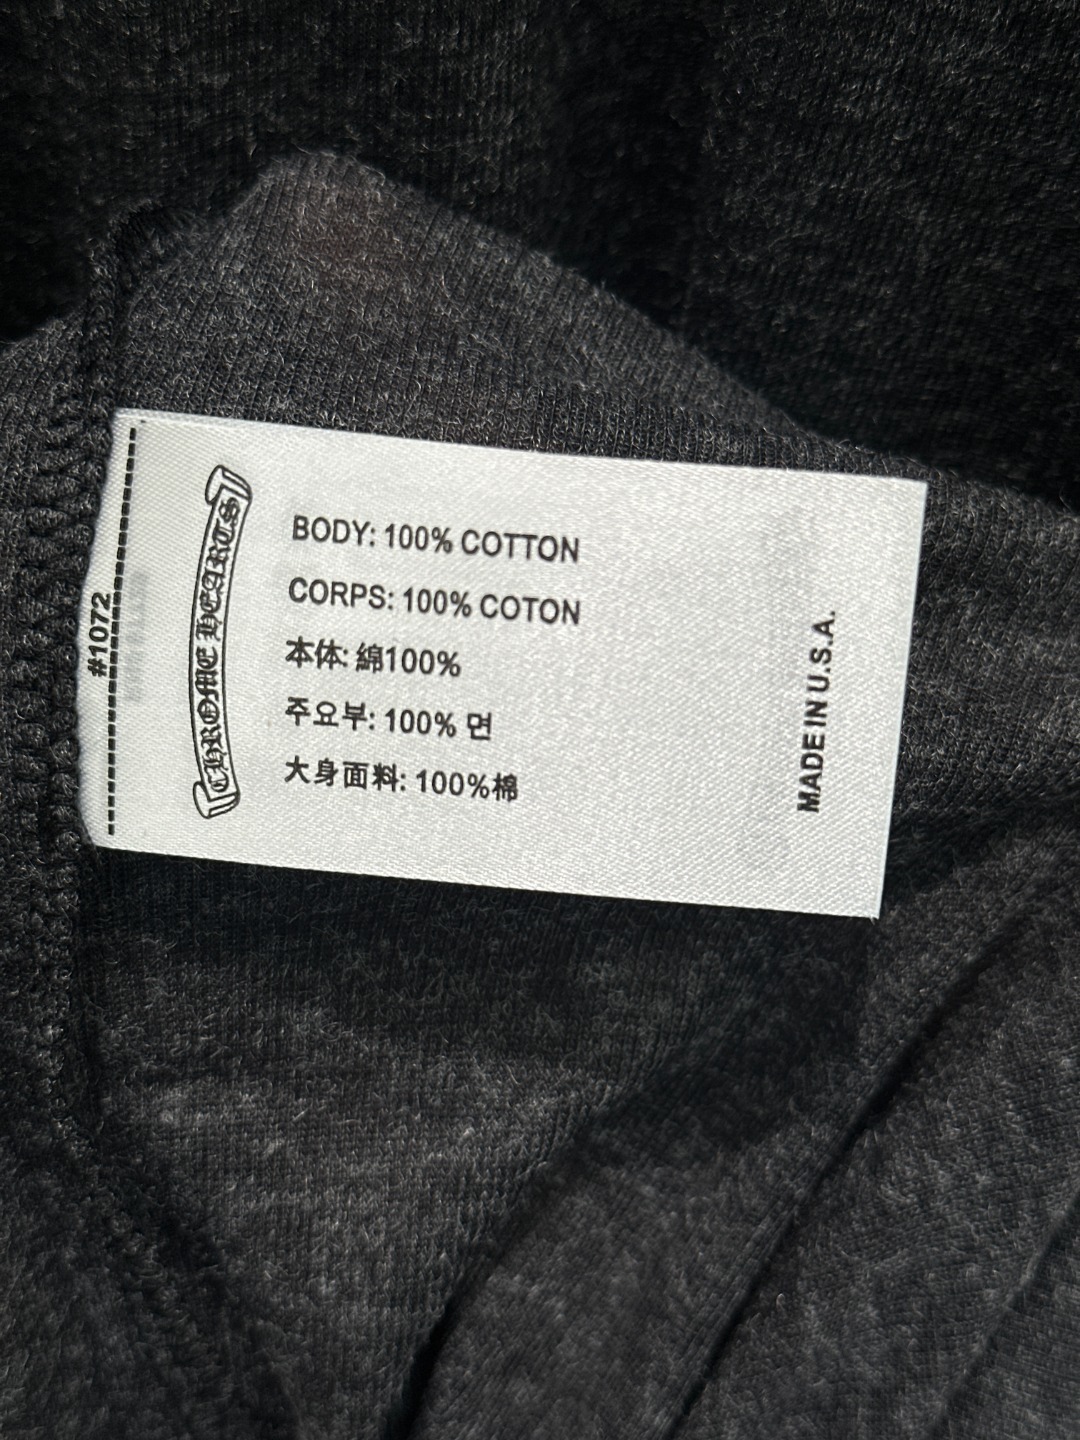 #1072
CHROME HEARTS
BODY: 100% COTTON
CORPS: 100% COTON
本体: 綿100%
주요부: 100% 면
大身面料: 100%棉
MADE IN U.S.A.